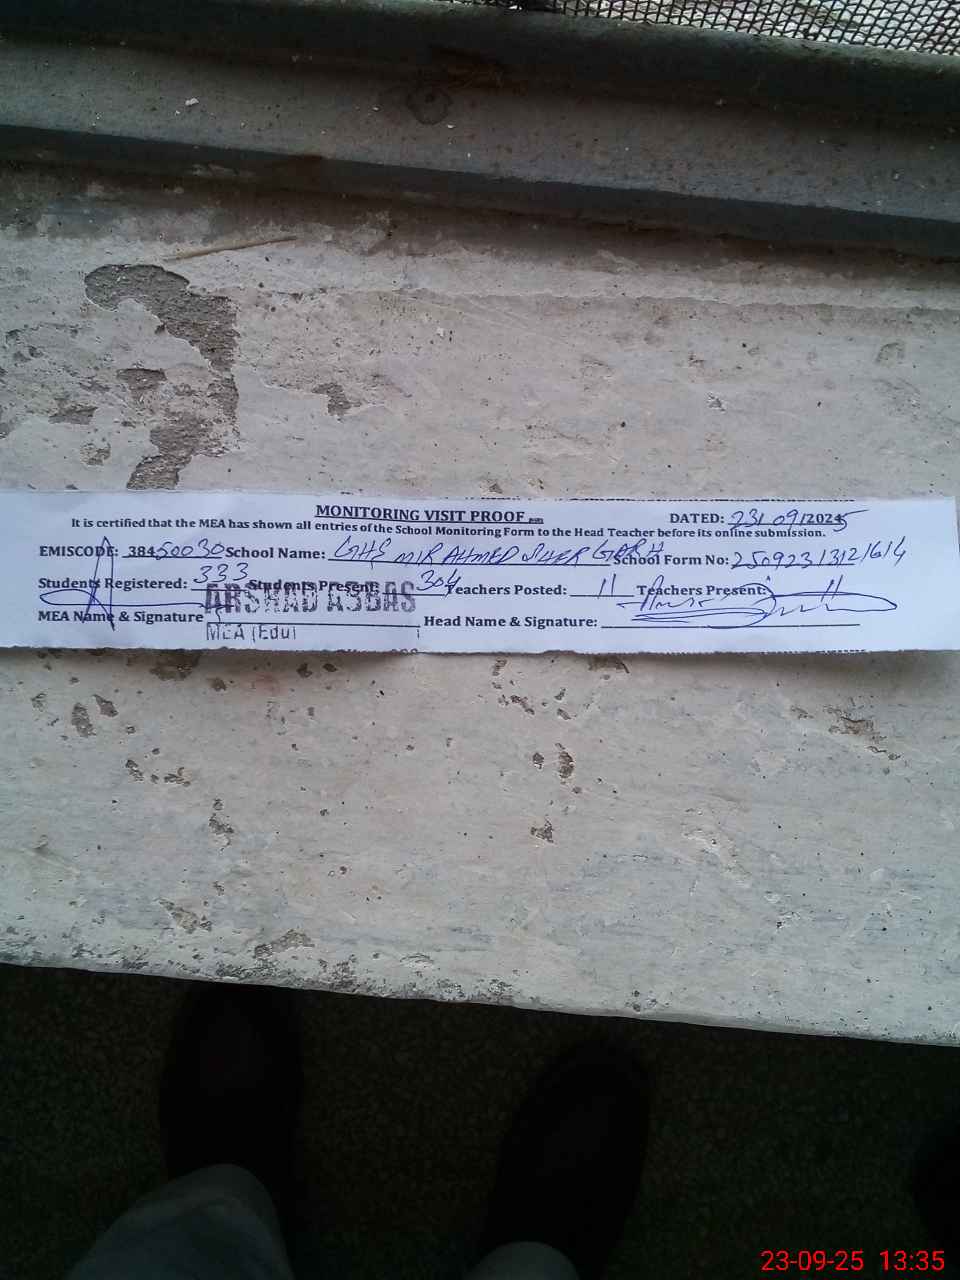 MONITORING VISIT PROOF
DATED: 23/09/2025
It is certified that the MEA has shown all entries of the School Monitoring Form to the Head Teacher before its online submission.
EMISCODE: 38450030 School Name: GHS MIR AHMED SHER GARH School Form No: 25092313121614
Students Registered: 333 Students Present: 304 Teachers Posted: 11 Teachers Present: 11
ARSHAD ABBAS
MEA Name & Signature Head Name & Signature:
MEA (Edu)
23-09-25 13:35